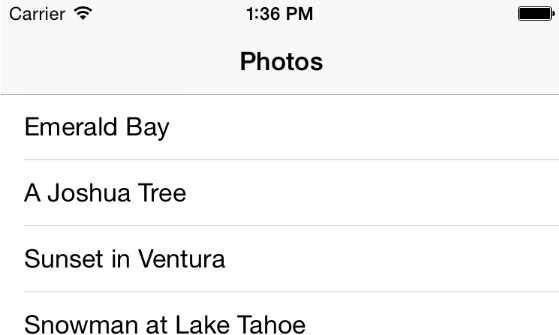 Carrier 1:36 PM
Photos
Emerald Bay
A Joshua Tree
Sunset in Ventura
Snowman at Lake Tahoe